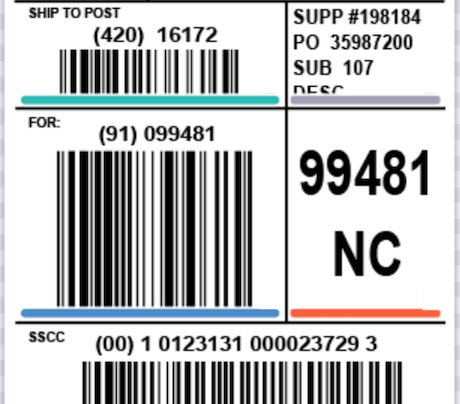 SHIP TO POST
(420) 16172
SUPP #198184
PO 35987200
SUB 107
DESC
FOR:
(91) 099481
99481
NC
SSCC
(00) 1 0123131 000023729 3